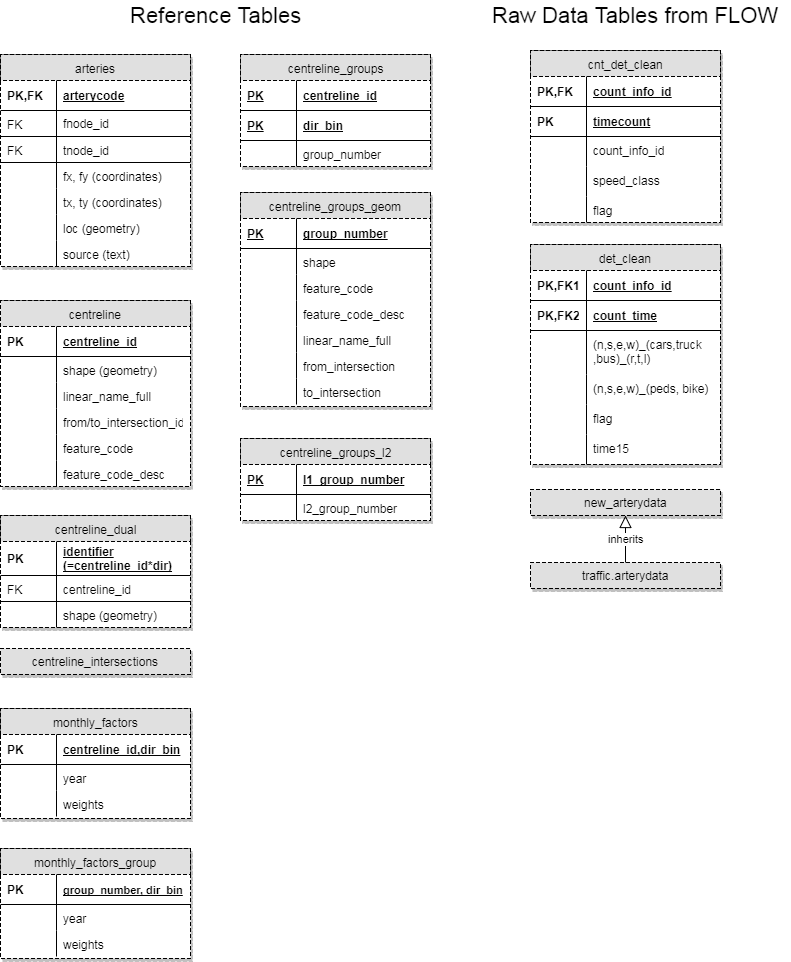 Reference Tables
arteries
PK,FK arterycode
FK fnode_id
FK tnode_id
fx, fy (coordinates)
tx, ty (coordinates)
loc (geometry)
source (text)
centreline
PK centreline_id
shape (geometry)
linear_name_full
from/to_intersection_id
feature_code
feature_code_desc
centreline_dual
PK identifier
(=centreline_id*dir)
FK centreline_id
shape (geometry)
centreline_intersections
monthly_factors
PK centreline_id,dir_bin
year
weights
monthly_factors_group
PK group_number, dir_bin
year
weights
centreline_groups
PK centreline_id
PK dir_bin
group_number
centreline_groups_geom
PK group_number
shape
feature_code
feature_code_desc
linear_name_full
from_intersection
to_intersection
centreline_groups_l2
PK l1_group_number
l2_group_number
Raw Data Tables from FLOW
cnt_det_clean
PK,FK count_info_id
PK timecount
count_info_id
speed_class
flag
det_clean
PK,FK1 count_info_id
PK,FK2 count_time
(n,s,e,w)_(cars,truck
,bus)_(r,t,l)
(n,s,e,w)_(peds, bike)
flag
time15
new_arterydata
inherits
traffic.arterydata